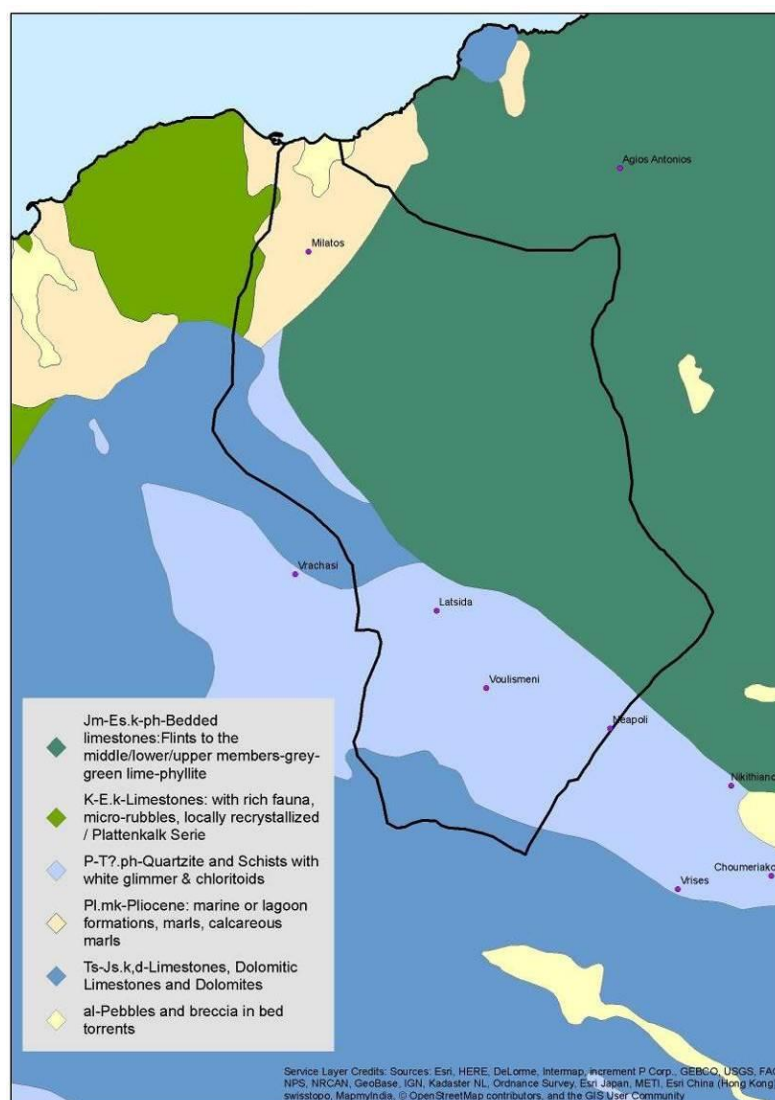 Agios Antonios
Milatos
Vrachasi
Latsida
Voulismeni
Neapoli
Nikithiano
Choumeriako
Vrises
Jm-Es.k-ph-Bedded
limestones:Flints to the
middle/lower/upper members-grey-
green lime-phyllite
K-E.k-Limestones: with rich fauna,
micro-rubbles, locally recrystallized
/ Plattenkalk Serie
P-T?.ph-Quartzite and Schists with
white glimmer & chloritoids
Pl.mk-Pliocene: marine or lagoon
formations, marls, calcareous
marls
Ts-Js.k,d-Limestones, Dolomitic
Limestones and Dolomites
al-Pebbles and breccia in bed
torrents
Service Layer Credits: Sources: Esri, HERE, DeLorme, Intermap, increment P Corp., GEBCO, USGS, FAO
NPS, NRCAN, GeoBase, IGN, Kadaster NL, Ordnance Survey, Esri Japan, METI, Esri China (Hong Kong)
swisstopo, MapmyIndia, © OpenStreetMap contributors, and the GIS User Community